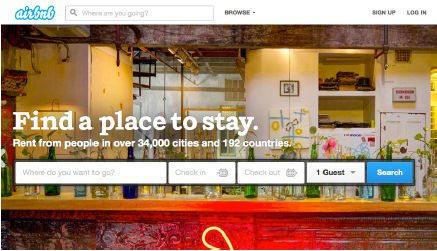 airbnb
Where are you going?
BROWSE
SIGN UP
LOG IN
Find a place to stay.
Rent from people in over 34,000 cities and 192 countries.
Where do you want to go?
Check in
Check out
1 Guest
Search